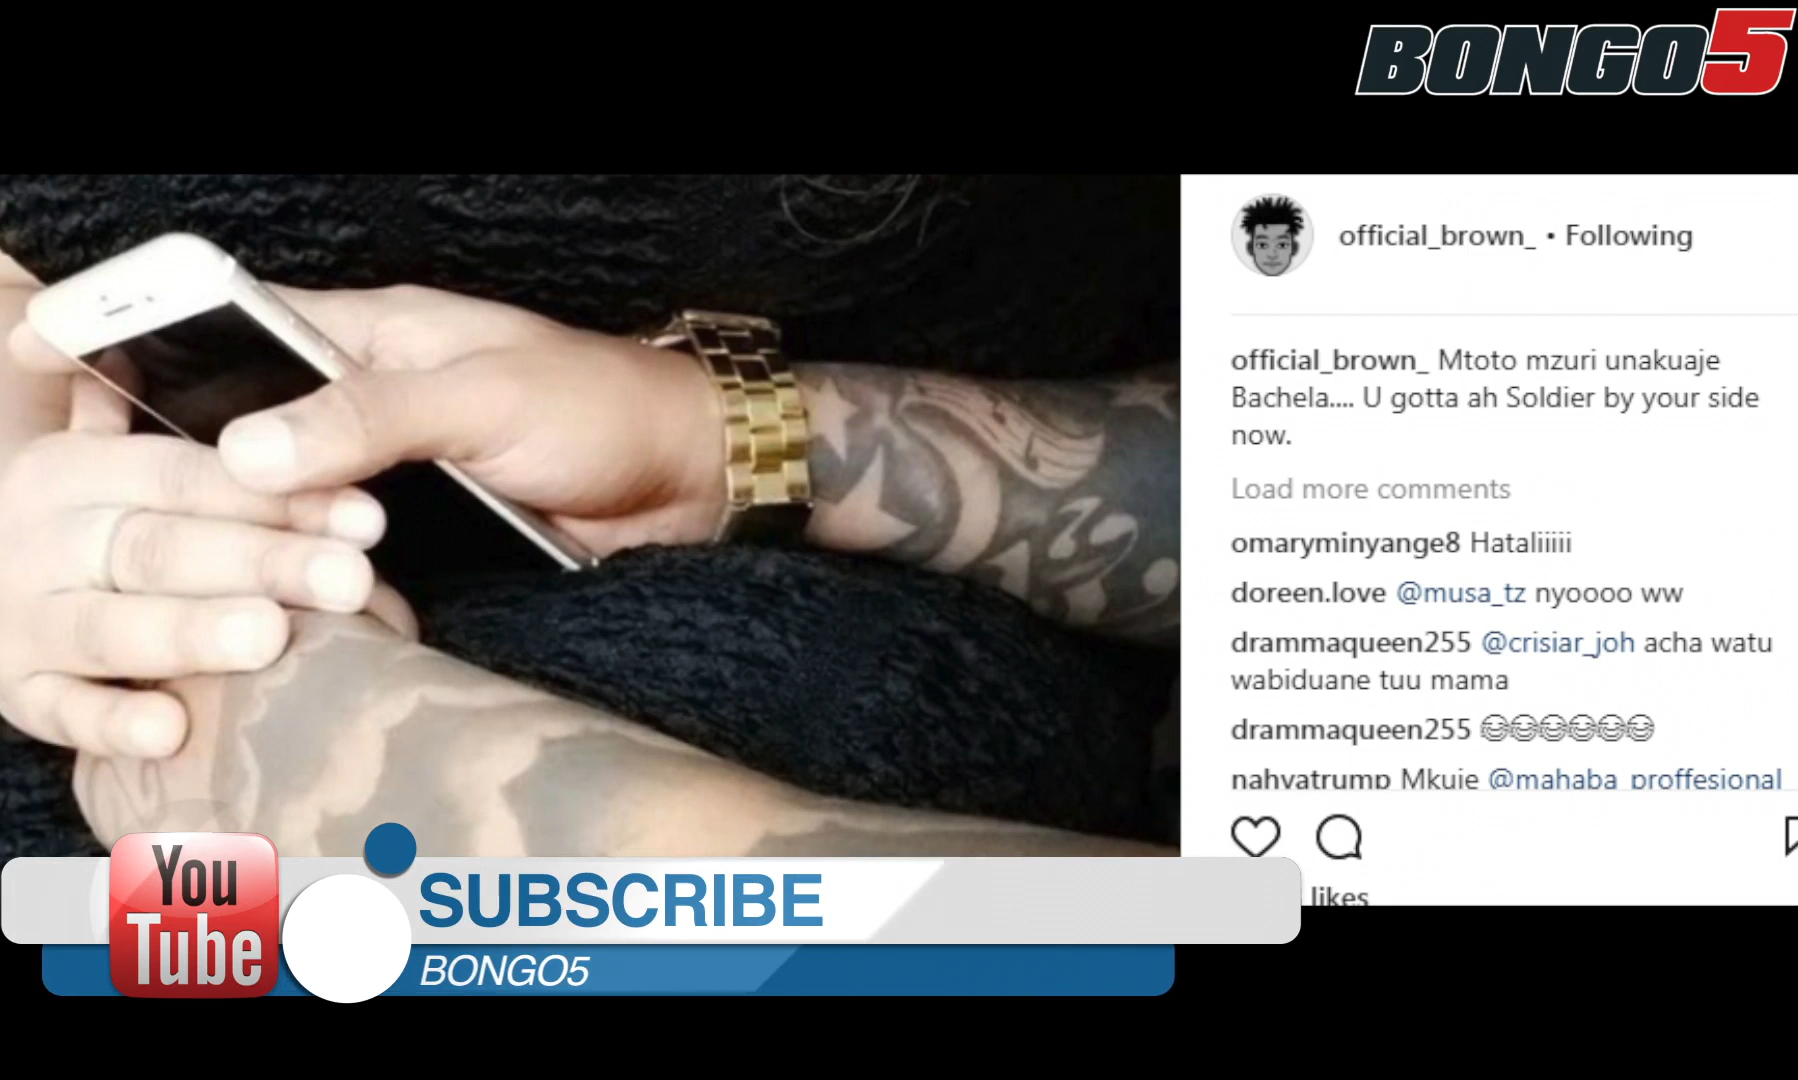 BONGO5
official_brown_ • Following
official_brown_ Mtoto mzuri unakuaje
Bachela.... U gotta ah Soldier by your side
now.
Load more comments
omaryminyange8 Hataliiiiii
doreen.love @musa_tz nyoooo ww
drammaqueen255 @crisiar_joh acha watu
wabiduane tuu mama
drammaqueen255 😂😂😂😂😂😂
nahyatrump Mkuje @mahaba_proffesional_
likes
You
Tube
SUBSCRIBE
BONGO5